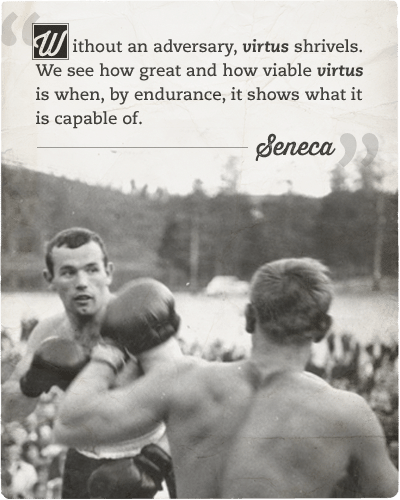 Without an adversary, virtus shrivels.
We see how great and how viable virtus
is when, by endurance, it shows what it
is capable of.
Seneca